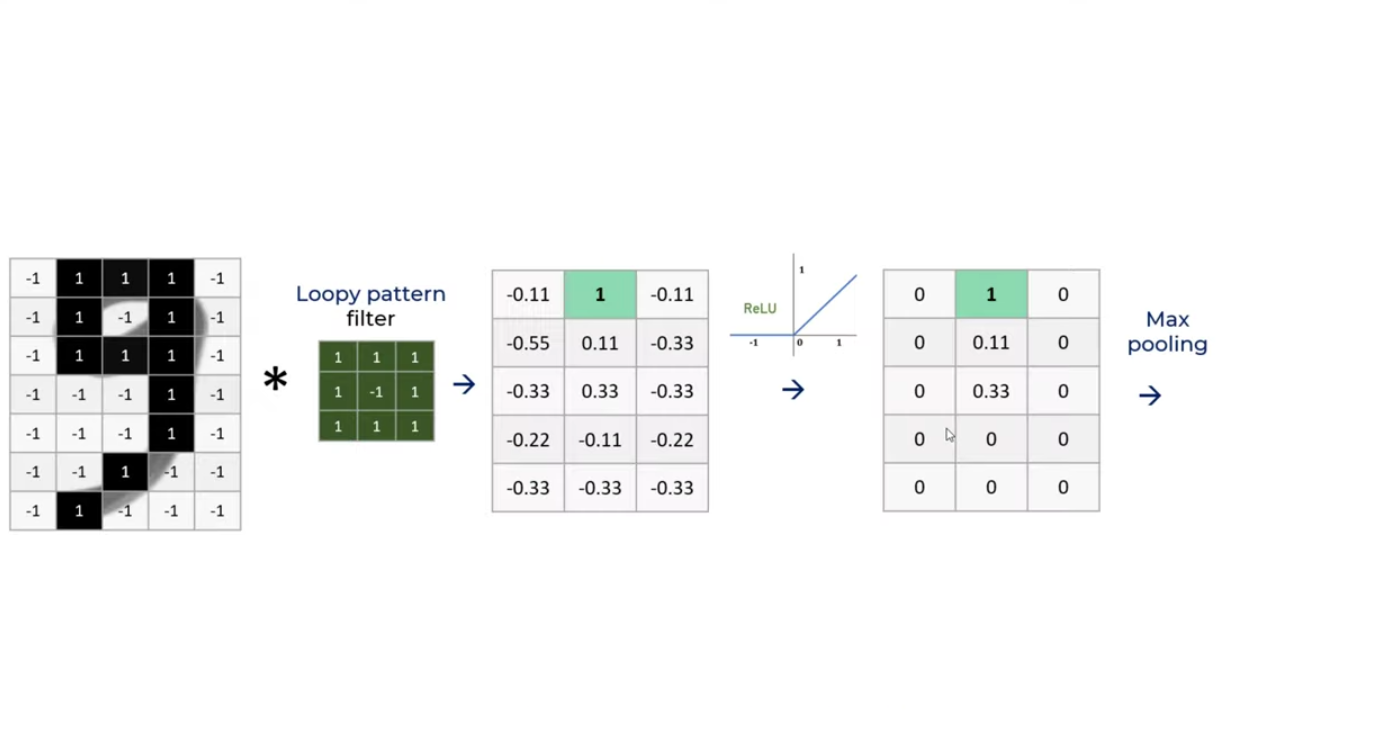 -1 1 1 1 -1
-1 1 -1 1 -1
-1 1 1 1 -1
-1 -1 -1 1 -1
-1 -1 -1 1 -1
-1 -1 1 -1 -1
-1 1 -1 -1 -1
*
Loopy pattern
filter
1 1 1
1 -1 1
1 1 1
→
-0.11 1 -0.11
-0.55 0.11 -0.33
-0.33 0.33 -0.33
-0.22 -0.11 -0.22
-0.33 -0.33 -0.33
1
ReLU
-1 0 1
→
0 1 0
0 0.11 0
0 0.33 0
0 0 0
0 0 0
Max
pooling
→